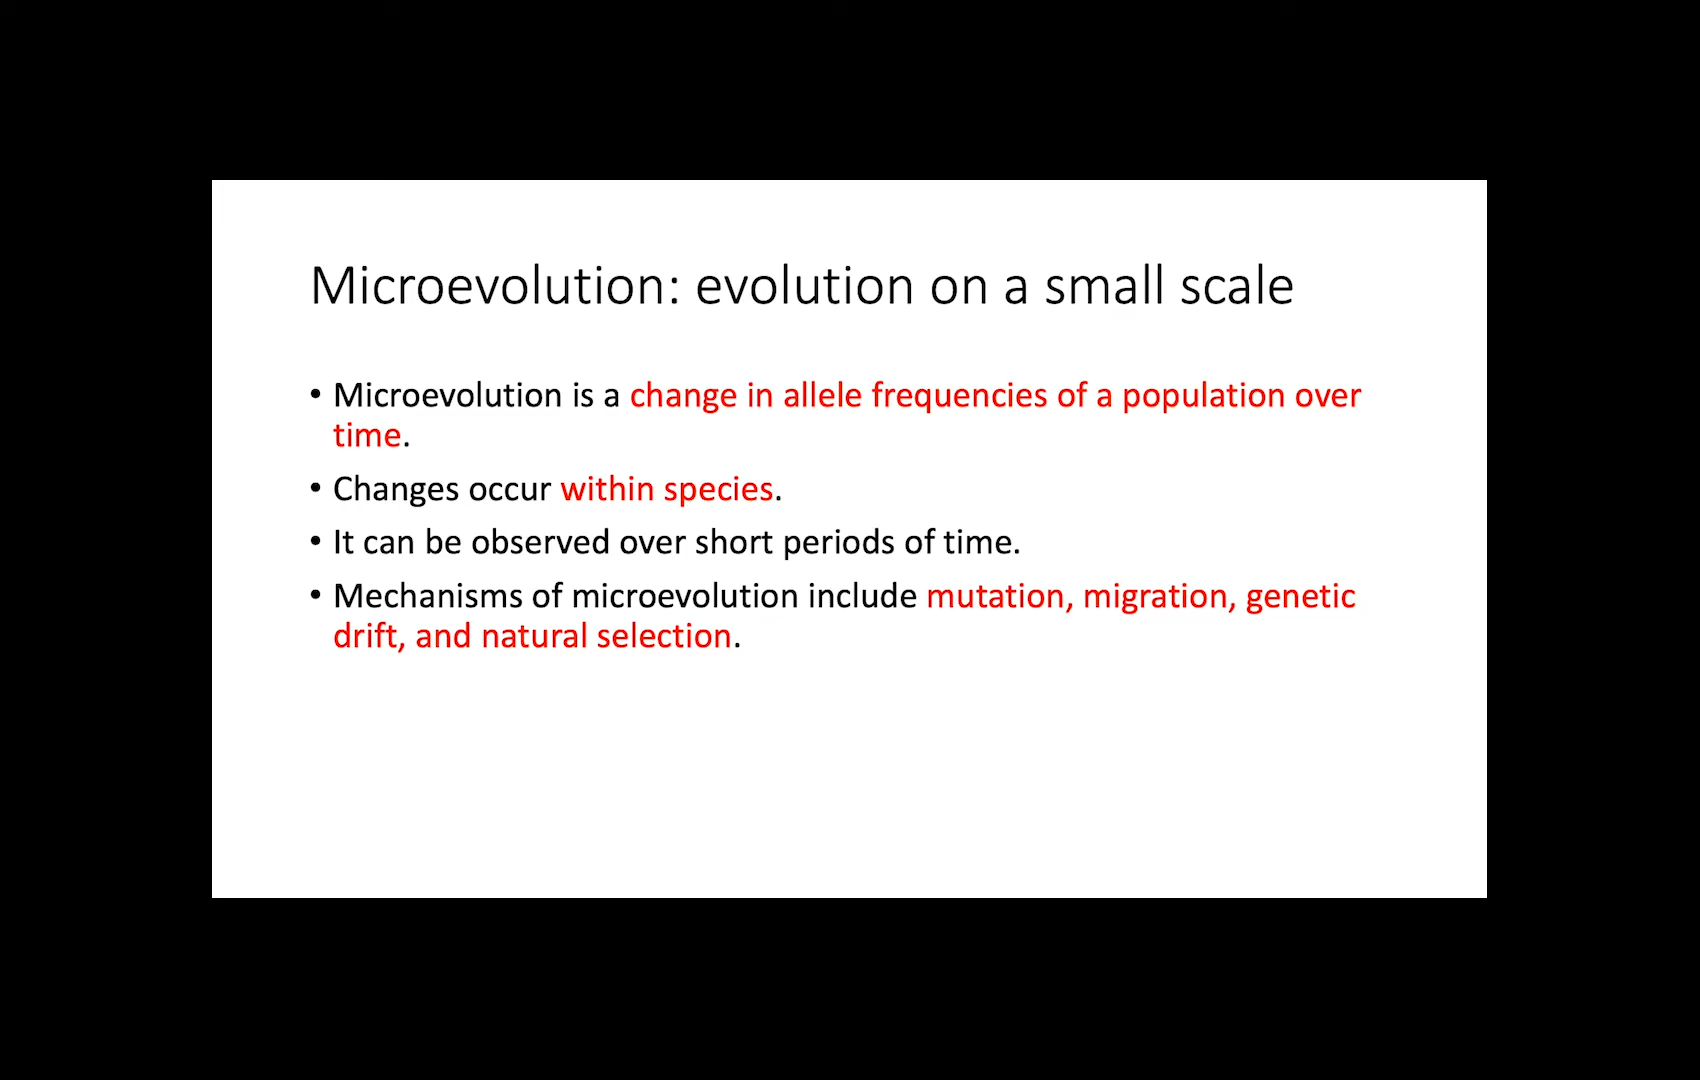 Microevolution: evolution on a small scale
• Microevolution is a change in allele frequencies of a population over
time.
• Changes occur within species.
• It can be observed over short periods of time.
• Mechanisms of microevolution include mutation, migration, genetic
drift, and natural selection.